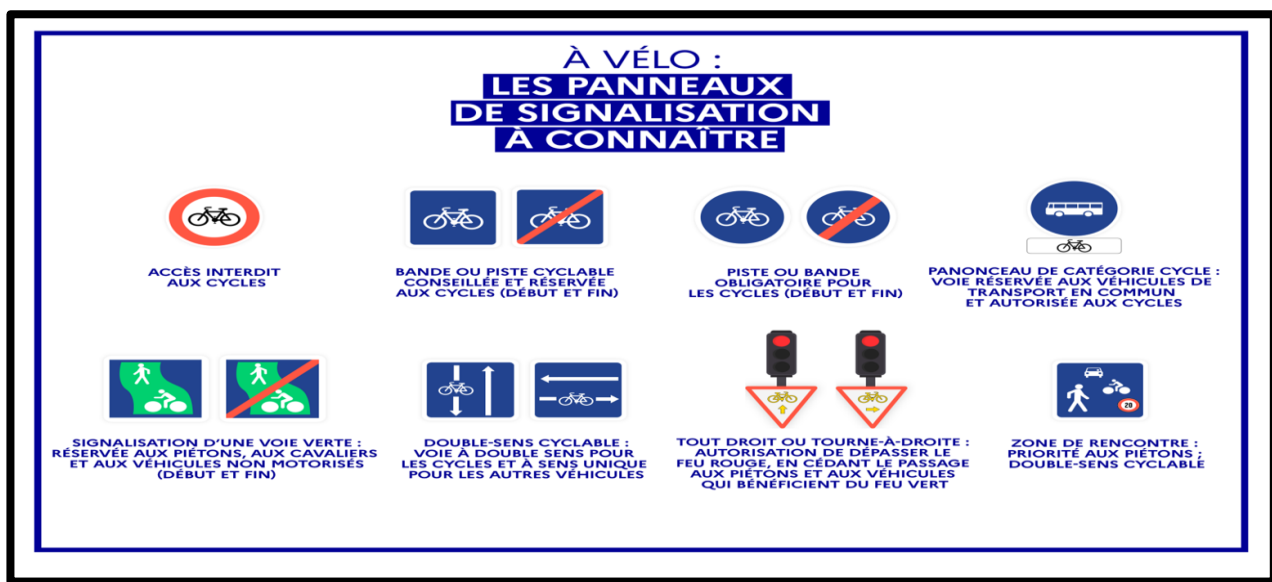 À VÉLO :
LES PANNEAUX
DE SIGNALISATION
À CONNAÎTRE
ACCÈS INTERDIT
AUX CYCLES
BANDE OU PISTE CYCLABLE
CONSEILLÉE ET RÉSERVÉE
AUX CYCLES (DÉBUT ET FIN)
PISTE OU BANDE
OBLIGATOIRE POUR
LES CYCLES (DÉBUT ET FIN)
PANONCEAU DE CATÉGORIE CYCLE :
VOIE RÉSERVÉE AUX VÉHICULES DE
TRANSPORT EN COMMUN
ET AUTORISÉE AUX CYCLES
SIGNALISATION D'UNE VOIE VERTE :
RÉSERVÉE AUX PIÉTONS, AUX CAVALIERS
ET AUX VÉHICULES NON MOTORISÉS
(DÉBUT ET FIN)
DOUBLE-SENS CYCLABLE :
VOIE À DOUBLE SENS POUR
LES CYCLES ET À SENS UNIQUE
POUR LES AUTRES VÉHICULES
TOUT DROIT OU TOURNE-À-DROITE :
AUTORISATION DE DÉPASSER LE
FEU ROUGE, EN CÉDANT LE PASSAGE
AUX PIÉTONS ET AUX VÉHICULES
QUI BÉNÉFICIENT DU FEU VERT
20
ZONE DE RENCONTRE :
PRIORITÉ AUX PIÉTONS ;
DOUBLE-SENS CYCLABLE